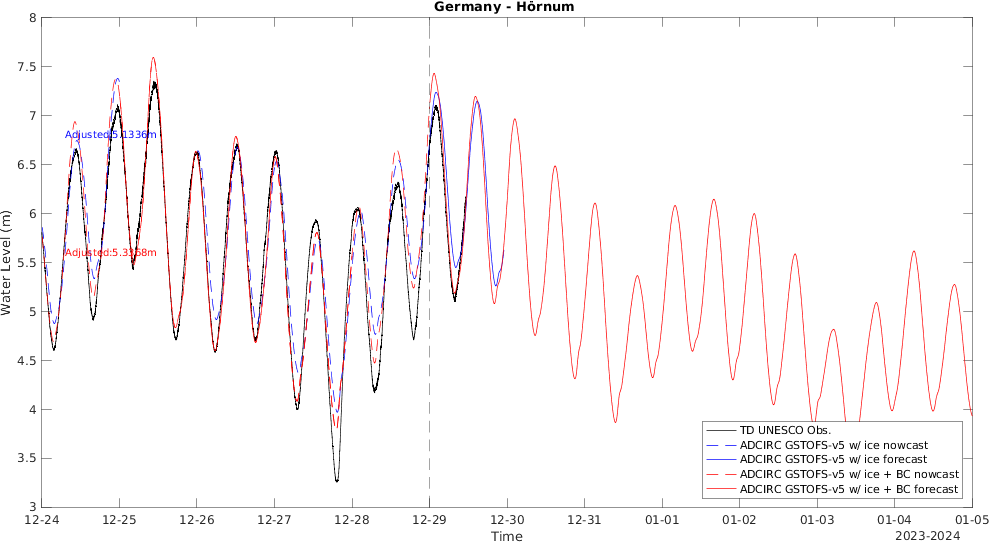 Germany - Hörnum
8
7.5
7
6.5
6
5.5
5
4.5
4
3.5
3
Water Level (m)
Adjusted:5.1336m
Adjusted:5.3358m
TD UNESCO Obs.
ADCIRC GSTOFS-v5 w/ ice nowcast
ADCIRC GSTOFS-v5 w/ ice forecast
ADCIRC GSTOFS-v5 w/ ice + BC nowcast
ADCIRC GSTOFS-v5 w/ ice + BC forecast
12-24 12-25 12-26 12-27 12-28 12-29 12-30 12-31 01-01 01-02 01-03 01-04 01-05
Time
2023-2024